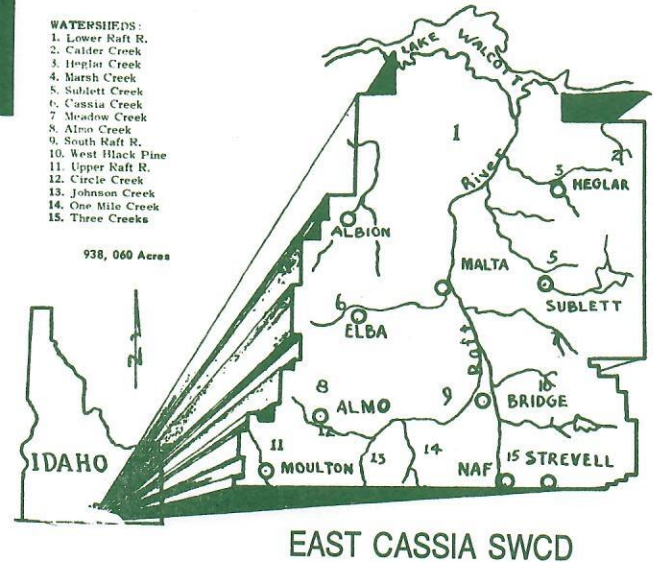 WATERSHEDS:
1. Lower Raft R.
2. Calder Creek
3. Heglar Creek
4. Marsh Creek
5. Sublett Creek
6. Cassia Creek
7 Meadow Creek
8. Almo Creek
9. South Raft R.
10. West Black Pine
11. Upper Raft R.
12. Circle Creek
13. Johnson Creek
14. One Mile Creek
15. Three Creeks
938, 060 Acres
LAKE WALCOTT
1
2
3
HEGLAR
River
ALBION
MALTA
5
SUBLETT
6
ELBA
Raft
7
8
ALMO
9
10
BRIDGE
12
11
MOULTON
13
14
NAF
15
STREVELL
IDAHO
EAST CASSIA SWCD